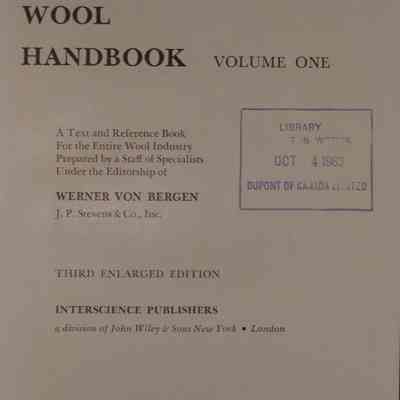 WOOL
HANDBOOK VOLUME ONE
A Text and Reference Book
For the Entire Wool Industry
Prepared by a Staff of Specialists
Under the Editorship of
WERNER VON BERGEN
J. P. Stevens & Co., Inc.
LIBRARY
OCT 4 1963
DUPONT OF CANADA LIMITED
THIRD ENLARGED EDITION
INTERSCIENCE PUBLISHERS
a division of John Wiley & Sons New York • London